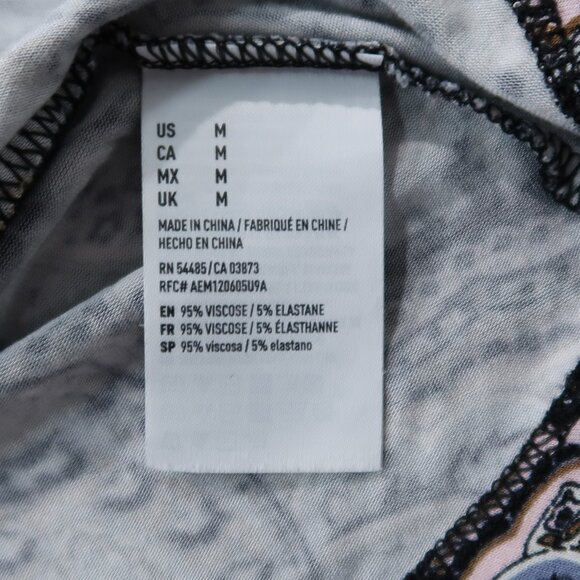 US M
CA M
MX M
UK M
MADE IN CHINA / FABRIQUÉ EN CHINE /
HECHO EN CHINA
RN 54485/CA 03873
RFC# AEM120605U9A
EN 95% VISCOSE / 5% ELASTANE
FR 95% VISCOSE / 5% ÉLASTHANNE
SP 95% viscosa / 5% elastano